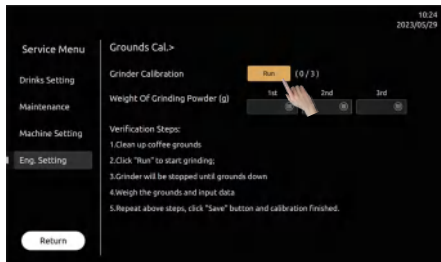 10:24
2023/05/29
Service Menu
Grounds Cal.>
Drinks Setting
Maintenance
Machine Setting
Eng. Setting
Return
Grinder Calibration
Run (0/3)
1st 2nd 3rd
Weight Of Grinding Powder (g)
Verification Steps:
1.Clean up coffee grounds
2.Click "Run" to start grinding;
3.Grinder will be stopped until grounds down
4.Weigh the grounds and input data
5.Repeat above steps, click "Save" button and calibration finished.